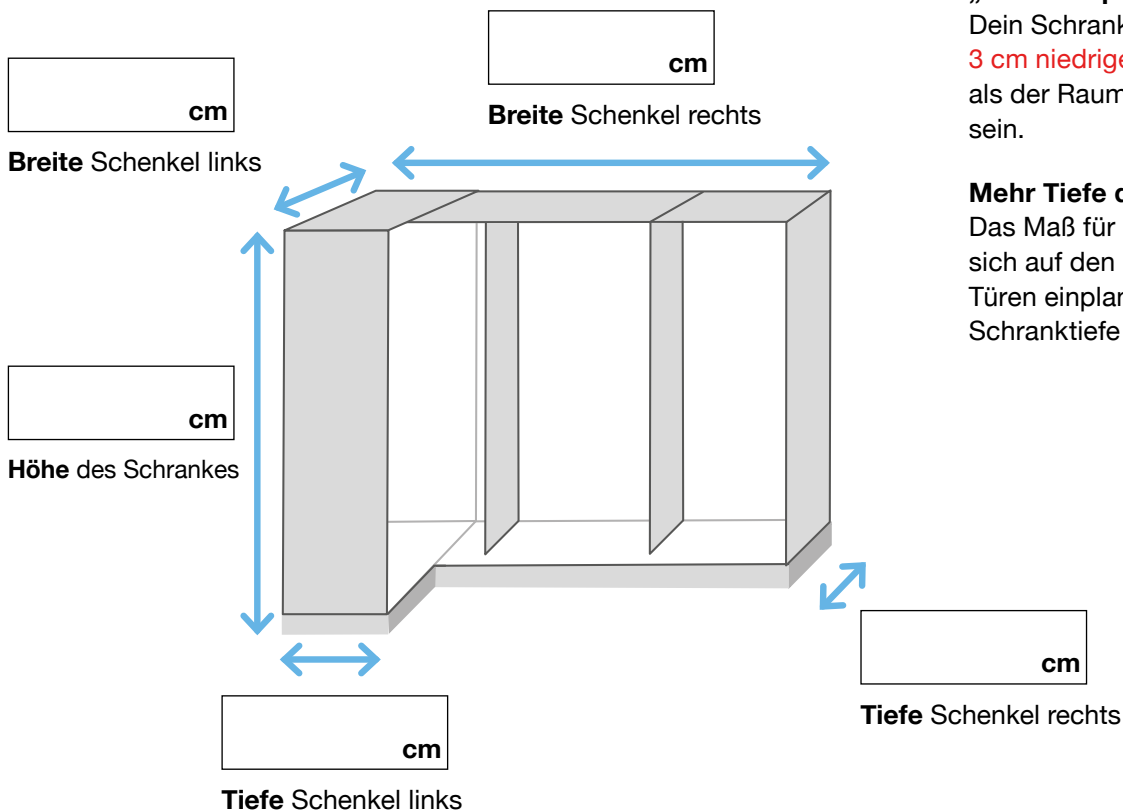 cm
Breite Schenkel links
cm
Breite Schenkel rechts
cm
Höhe des Schrankes
cm
Tiefe Schenkel links
cm
Tiefe Schenkel rechts
Dein Schrank
3 cm niedrige
als der Raum
sein.
Mehr Tiefe
Das Maß für
sich auf den
Türen einplan
Schranktiefe